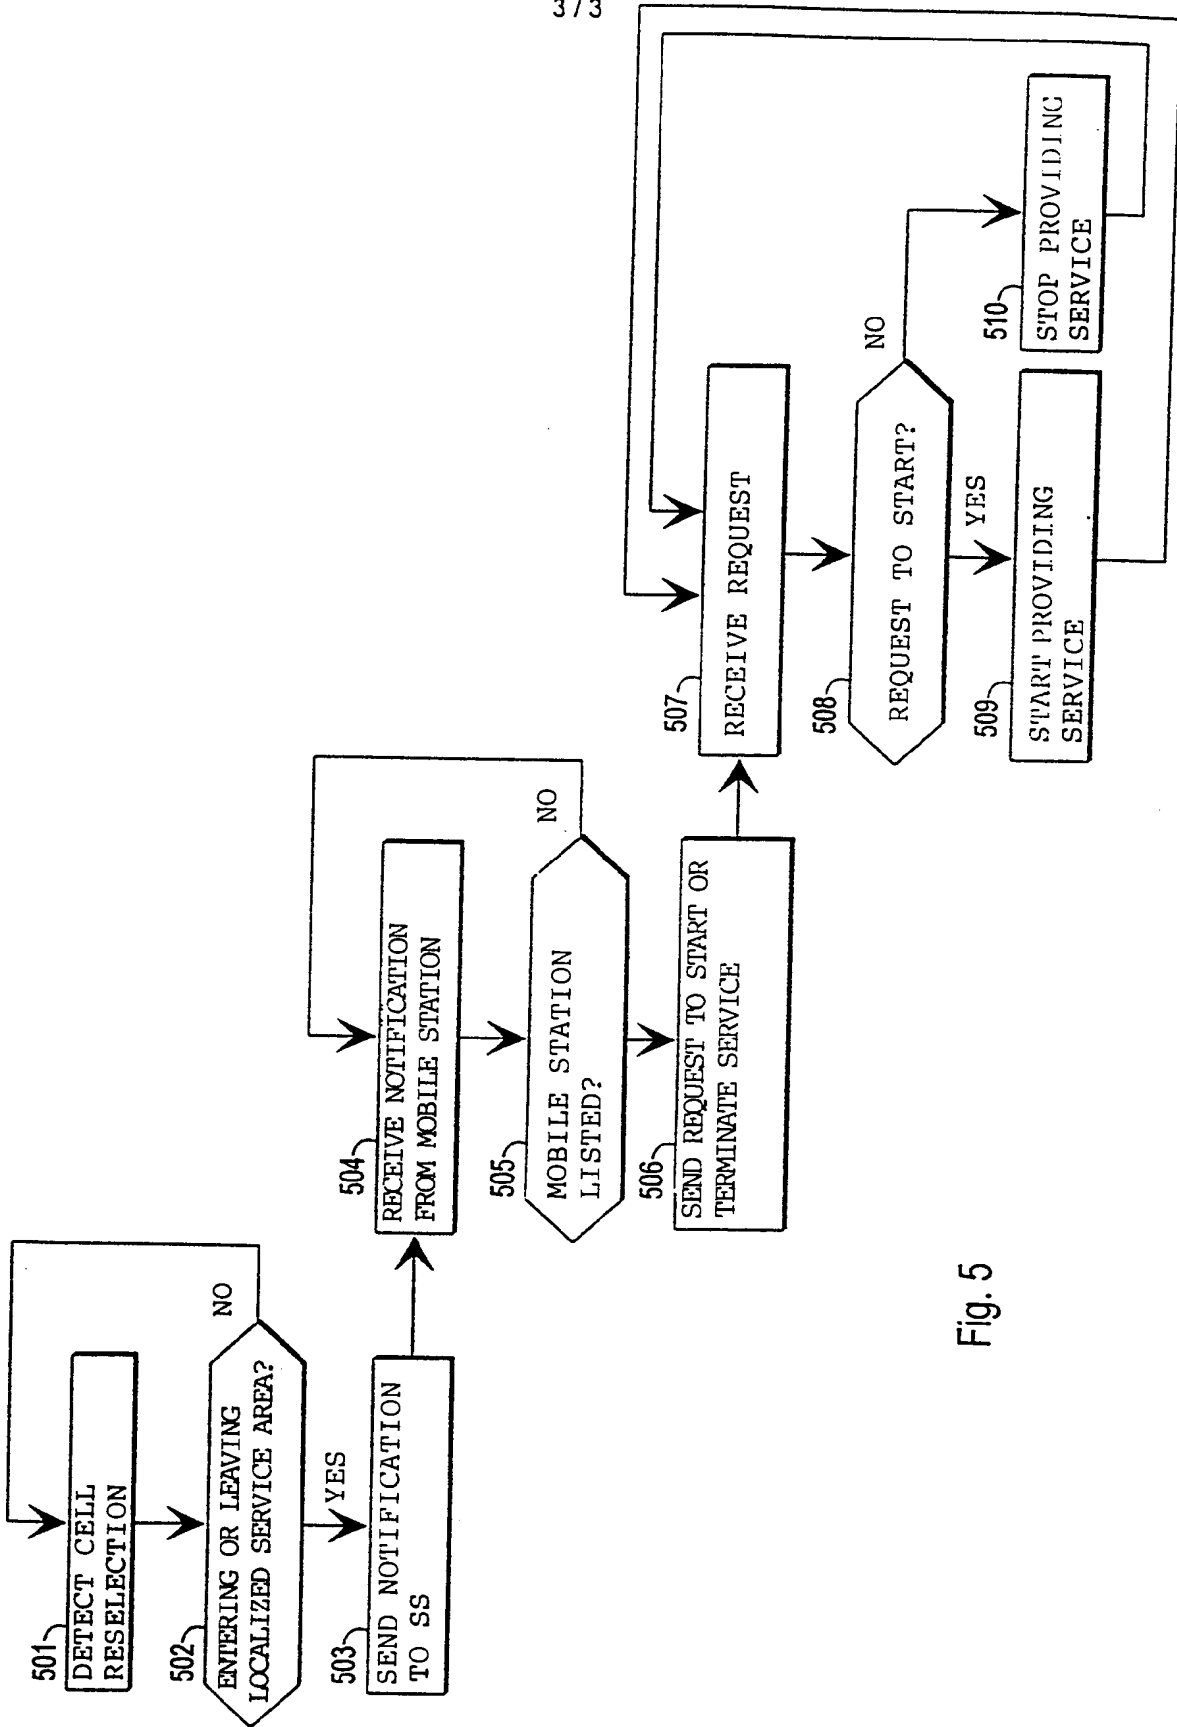 3/3
501
DETECT CELL
RESELECTION
502
ENTERING OR LEAVING
LOCALIZED SERVICE AREA?
NO
YES
503
SEND NOTIFICATION
TO SS
504
RECEIVE NOTIFICATION
FROM MOBILE STATION
505
MOBILE STATION
LISTED?
NO
506
SEND REQUEST TO START OR
TERMINATE SERVICE
507
RECEIVE REQUEST
508
REQUEST TO START?
NO
YES
509
START PROVIDING
SERVICE
510
STOP PROVIDING
SERVICE
Fig. 5